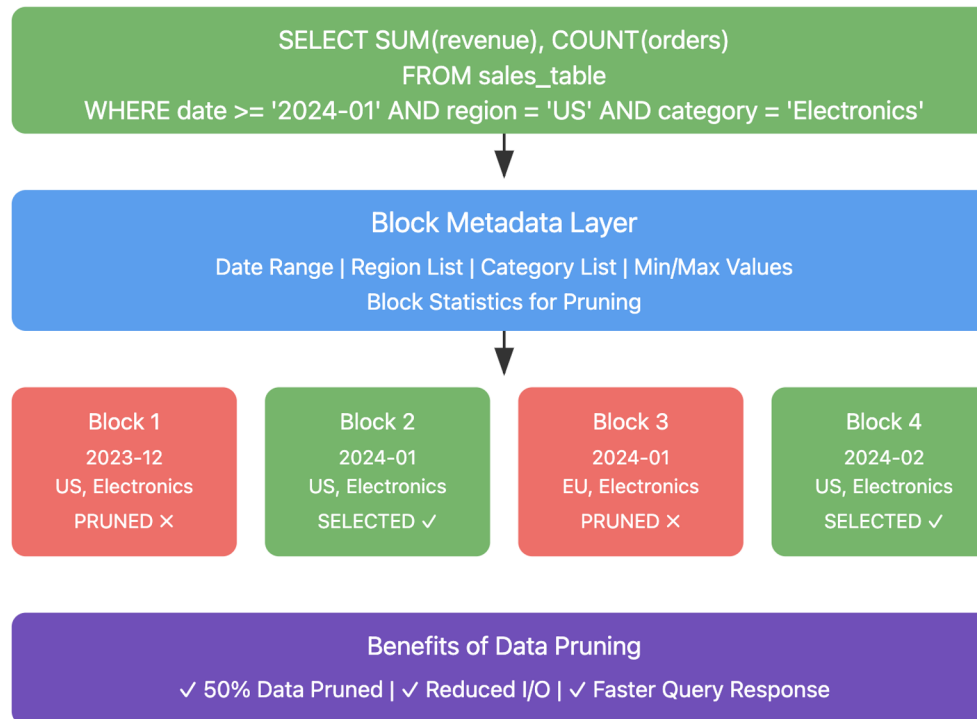 SELECT SUM(revenue), COUNT(orders)
FROM sales_table
WHERE date >= '2024-01' AND region = 'US' AND category = 'Electronics'
Block Metadata Layer
Date Range | Region List | Category List | Min/Max Values
Block Statistics for Pruning
Block 1
2023-12
US, Electronics
PRUNED ✕
Block 2
2024-01
US, Electronics
SELECTED ✓
Block 3
2024-01
EU, Electronics
PRUNED ✕
Block 4
2024-02
US, Electronics
SELECTED ✓
Benefits of Data Pruning
✓ 50% Data Pruned | ✓ Reduced I/O | ✓ Faster Query Response